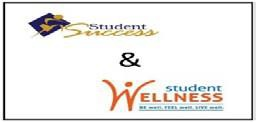 Student
Success
&
student
WELLNESS
BE well. FEEL well. LIVE well.